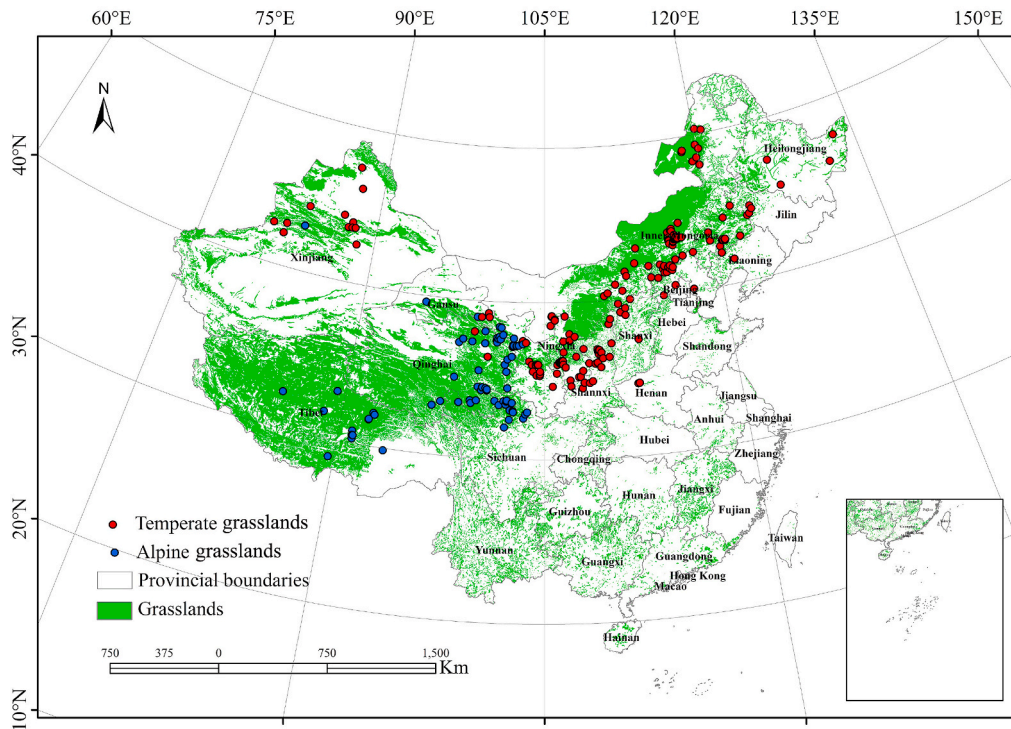 60°E 75°E 90°E 105°E 120°E 135°E 150°E
N
40°N
30°N
20°N
10°N
Heilongjiang
Jilin
Inner Mongolia
Liaoning
Xinjiang
Beijing
Tianjing
Gansu
Hebei
Ningxia
Shanxi
Shandong
Qinghai
Shannxi
Henan
Jiangsu
Tibet
Anhui
Shanghai
Hubei
Sichuan
Chongqing
Zhejiang
Hunan
Jiangxi
Guizhou
Fujian
Yunnan
Taiwan
Guangxi
Guangdong
Hong Kong
Macao
Hainan
Temperate grasslands
Alpine grasslands
Provincial boundaries
Grasslands
750 375 0 750 1,500
Km